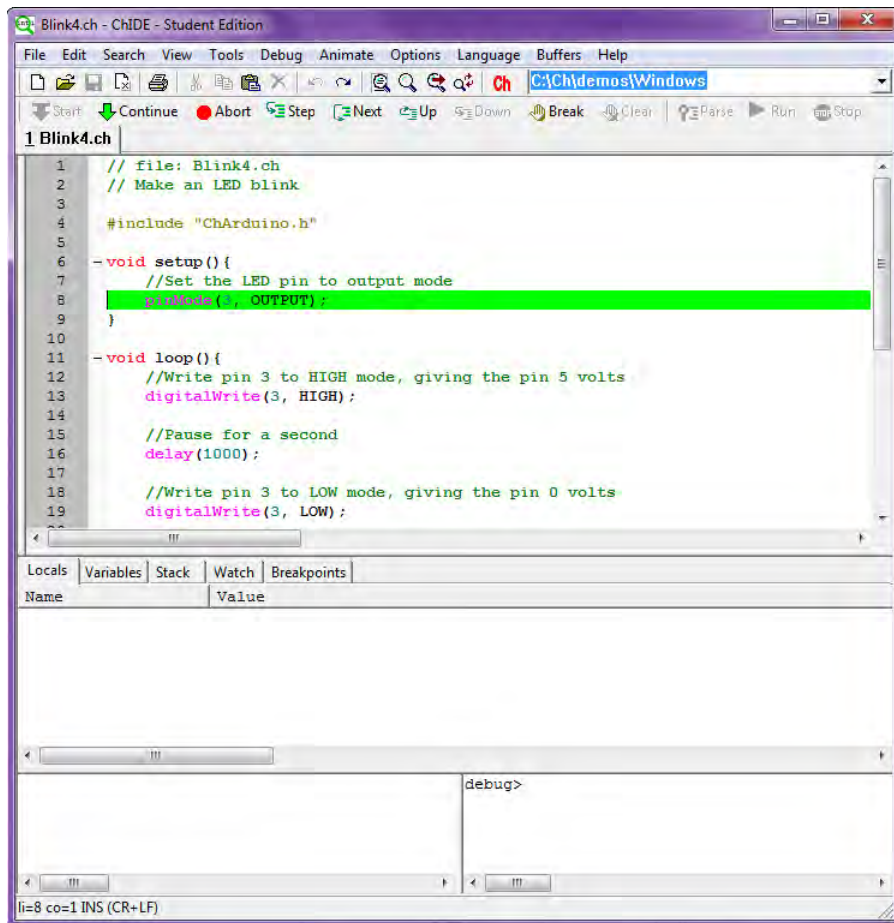 Blink4.ch - ChIDE - Student Edition
File Edit Search View Tools Debug Animate Options Language Buffers Help
Ch C:\Ch\demos\Windows
Start Continue Abort Step Next Up Down Break Clear Parse Run Stop
1 Blink4.ch
1 // file: Blink4.ch
2 // Make an LED blink
3
4 #include "ChArduino.h"
5
6 void setup(){
7 //Set the LED pin to output mode
8 pinMode(3, OUTPUT);
9 }
10
11 void loop(){
12 //Write pin 3 to HIGH mode, giving the pin 5 volts
13 digitalWrite(3, HIGH);
14
15 //Pause for a second
16 delay(1000);
17
18 //Write pin 3 to LOW mode, giving the pin 0 volts
19 digitalWrite(3, LOW);
Locals Variables Stack Watch Breakpoints
Name Value
debug>
li=8 co=1 INS (CR+LF)